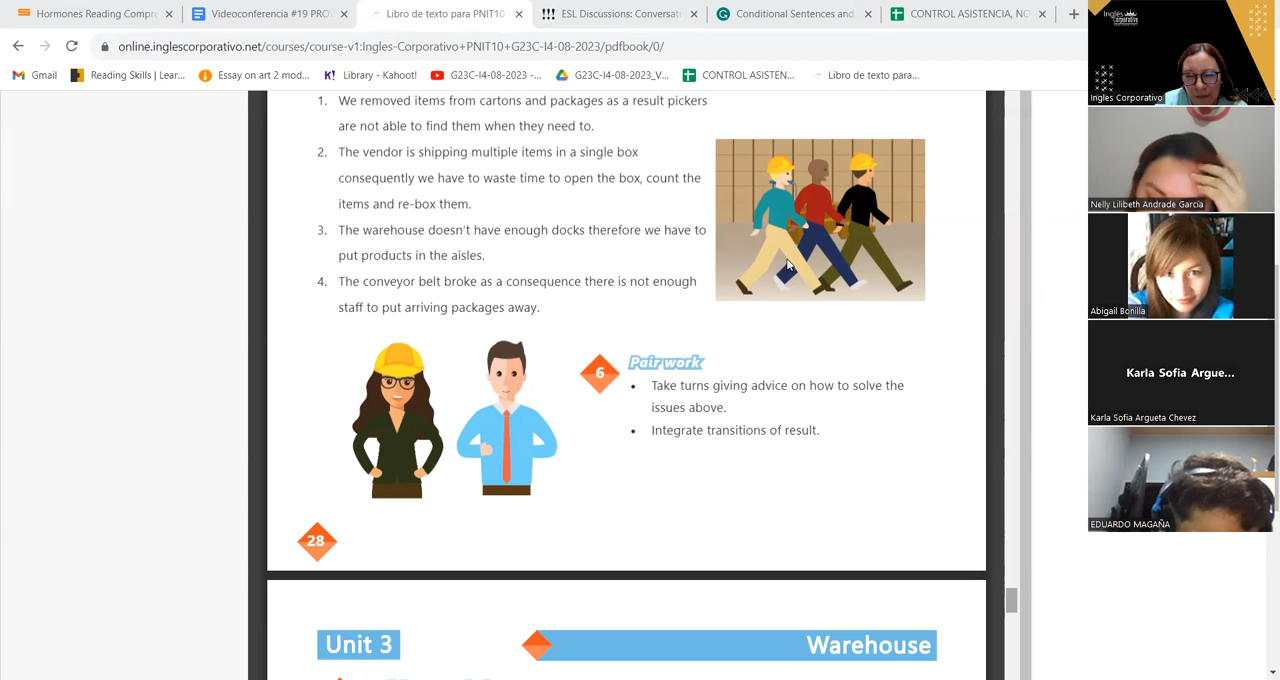 Hormones Reading Compre
Videoconferencia #19 PROV
Libro de texto para PNIT10
ESL Discussions: Conversati
Conditional Sentences and
CONTROL ASISTENCIA, NO
online.inglescorporativo.net/courses/course-v1:Ingles-Corporativo+PNIT10+G23C-I4-08-2023/pdfbook/0/
Gmail
Reading Skills | Lear...
Essay on art 2 mod...
Library - Kahoot!
G23C-I4-08-2023 -...
G23C-I4-08-2023_V...
CONTROL ASISTEN...
Libro de texto para...
1. We removed items from cartons and packages as a result pickers
are not able to find them when they need to.
2. The vendor is shipping multiple items in a single box
consequently we have to waste time to open the box, count the
items and re-box them.
3. The warehouse doesn't have enough docks therefore we have to
put products in the aisles.
4. The conveyor belt broke as a consequence there is not enough
staff to put arriving packages away.
6
Pair work
• Take turns giving advice on how to solve the
issues above.
• Integrate transitions of result.
28
Unit 3
Warehouse
Inglés
Corporativo
Ingles Corporativo
Nelly Lilibeth Andrade García
Abigail Bonilla
Karla Sofia Argue...
Karla Sofia Argueta Chevez
EDUARDO MAGAÑA